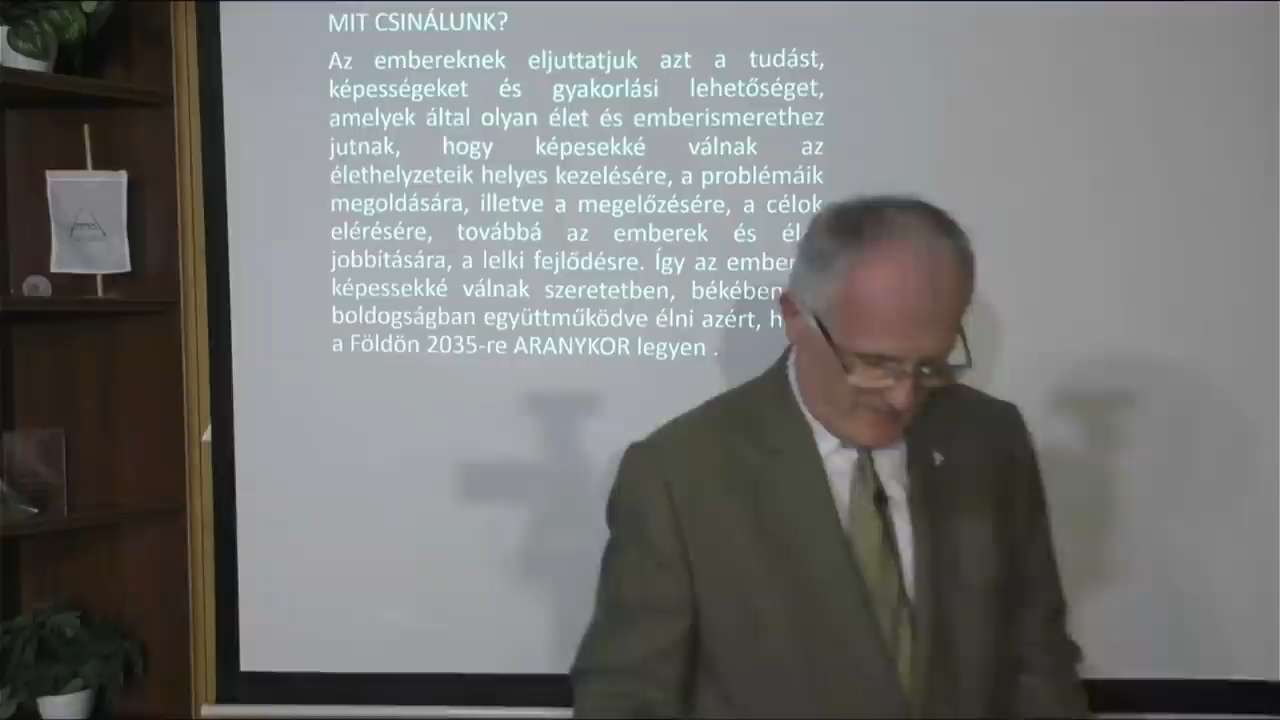 MIT CSINÁLUNK?
Az embereknek eljuttatjuk azt a tudást,
képességeket és gyakorlási lehetőséget,
amelyek által olyan élet és emberismerethez
jutnak, hogy képesekké válnak az
élethelyzeteik helyes kezelésére, a problémáik
megoldására, illetve a megelőzésére, a célok
elérésére, továbbá az emberek és
jobbítására, a lelki fejlődésre. Így az
képessekké válnak szeretetben, békében
boldogságban együttműködve élni azért,
a Földön 2035-re ARANYKOR legyen .